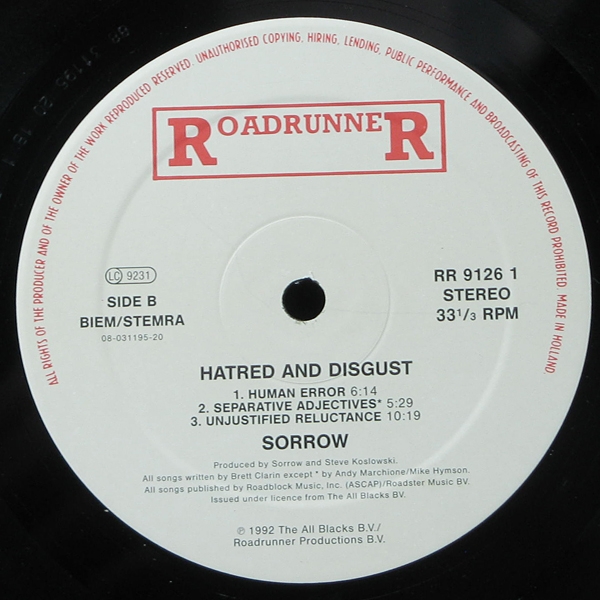 ALL RIGHTS OF THE PRODUCER AND OF THE OWNER OF THE WORK REPRODUCED RESERVED. UNAUTHORISED COPYING, HIRING, LENDING, PUBLIC PERFORMANCE AND BROADCASTING OF THIS RECORD PROHIBITED. MADE IN HOLLAND.
ROADRUNNER
LC 9231
SIDE B
BIEM/STEMRA
08-031195-20
RR 9126 1
STEREO
33 1/3 RPM
HATRED AND DISGUST
1. HUMAN ERROR 6:14
2. SEPARATIVE ADJECTIVES* 5:29
3. UNJUSTIFIED RELUCTANCE 10:19
SORROW
Produced by Sorrow and Steve Koslowski.
All songs written by Brett Clarin except * by Andy Marchione/Mike Hymson.
All songs published by Roadblock Music, Inc. (ASCAP)/Roadster Music BV.
Issued under licence from The All Blacks BV.
℗ 1992 The All Blacks B.V./
Roadrunner Productions B.V.